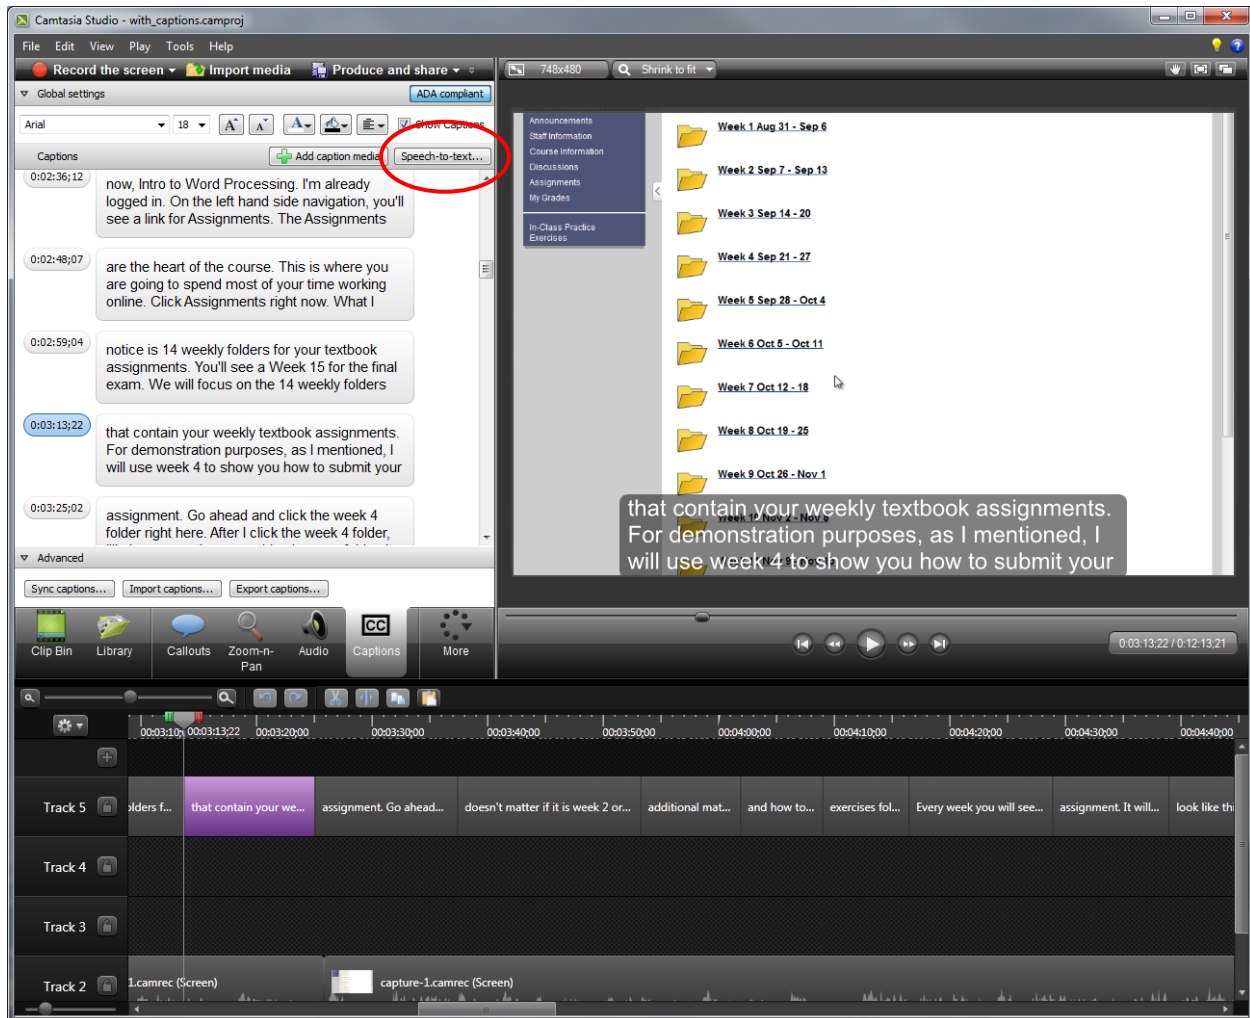 Camtasia Studio - with_captions.camproj
File Edit View Play Tools Help
Record the screen Import media Produce and share
748x480 Shrink to fit
Global settings ADA compliant
Arial 18 Show Captions
Captions Add caption media Speech-to-text...
0:02:36;12
now, Intro to Word Processing. I'm already
logged in. On the left hand side navigation, you'll
see a link for Assignments. The Assignments
0:02:48;07
are the heart of the course. This is where you
are going to spend most of your time working
online. Click Assignments right now. What I
0:02:59;04
notice is 14 weekly folders for your textbook
assignments. You'll see a Week 15 for the final
exam. We will focus on the 14 weekly folders
0:03:13;22
that contain your weekly textbook assignments.
For demonstration purposes, as I mentioned, I
will use week 4 to show you how to submit your
0:03:25;02
assignment. Go ahead and click the week 4
folder right here. After I click the week 4 folder,
Advanced
Sync captions... Import captions... Export captions...
Clip Bin Library Callouts Zoom-n-Pan Audio CC Captions More
Announcements
Staff Information
Course Information
Discussions
Assignments
My Grades
In-Class Practice
Exercises
Week 1 Aug 31 - Sep 6
Week 2 Sep 7 - Sep 13
Week 3 Sep 14 - 20
Week 4 Sep 21 - 27
Week 5 Sep 28 - Oct 4
Week 6 Oct 5 - Oct 11
Week 7 Oct 12 - 18
Week 8 Oct 19 - 25
Week 9 Oct 26 - Nov 1
that contain your weekly textbook assignments.
For demonstration purposes, as I mentioned, I
will use week 4 to show you how to submit your
0:03:13;22 / 0:12:13;21
00:03:10; 00:03:13;22 00:03:20;00 00:03:30;00 00:03:40;00 00:03:50;00 00:04:00;00 00:04:10;00 00:04:20;00 00:04:30;00 00:04:40;00
Track 5 olders f... that contain your we... assignment. Go ahead... doesn't matter if it is week 2 or... additional mat... and how to... exercises fol... Every week you will see... assignment. It will... look like thi
Track 4
Track 3
Track 2 1.camrec (Screen) capture-1.camrec (Screen)